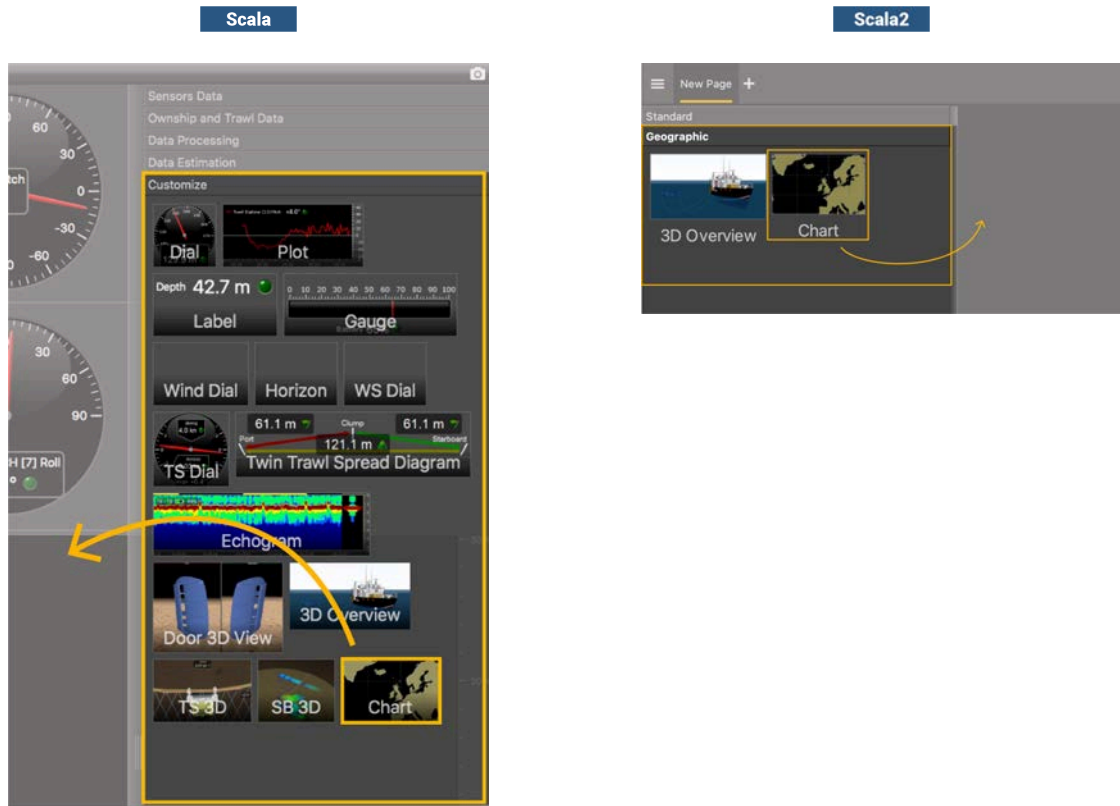 Scala
Scala2
Sensors Data
Ownship and Trawl Data
Data Processing
Data Estimation
Customize
60
30
0
-30
-60
tch
Dial
Plot
Depth 42.7 m
Label
0 10 20 30 40 50 60 70 80 90 100
Gauge
Wind Dial
Horizon
WS Dial
30
60
90
H [7] Roll
°
TS Dial
61.1 m
Clump
61.1 m
Port
Starboard
121.1 m
Twin Trawl Spread Diagram
Echogram
Door 3D View
3D Overview
TS 3D
SB 3D
Chart
New Page
Standard
Geographic
3D Overview
Chart